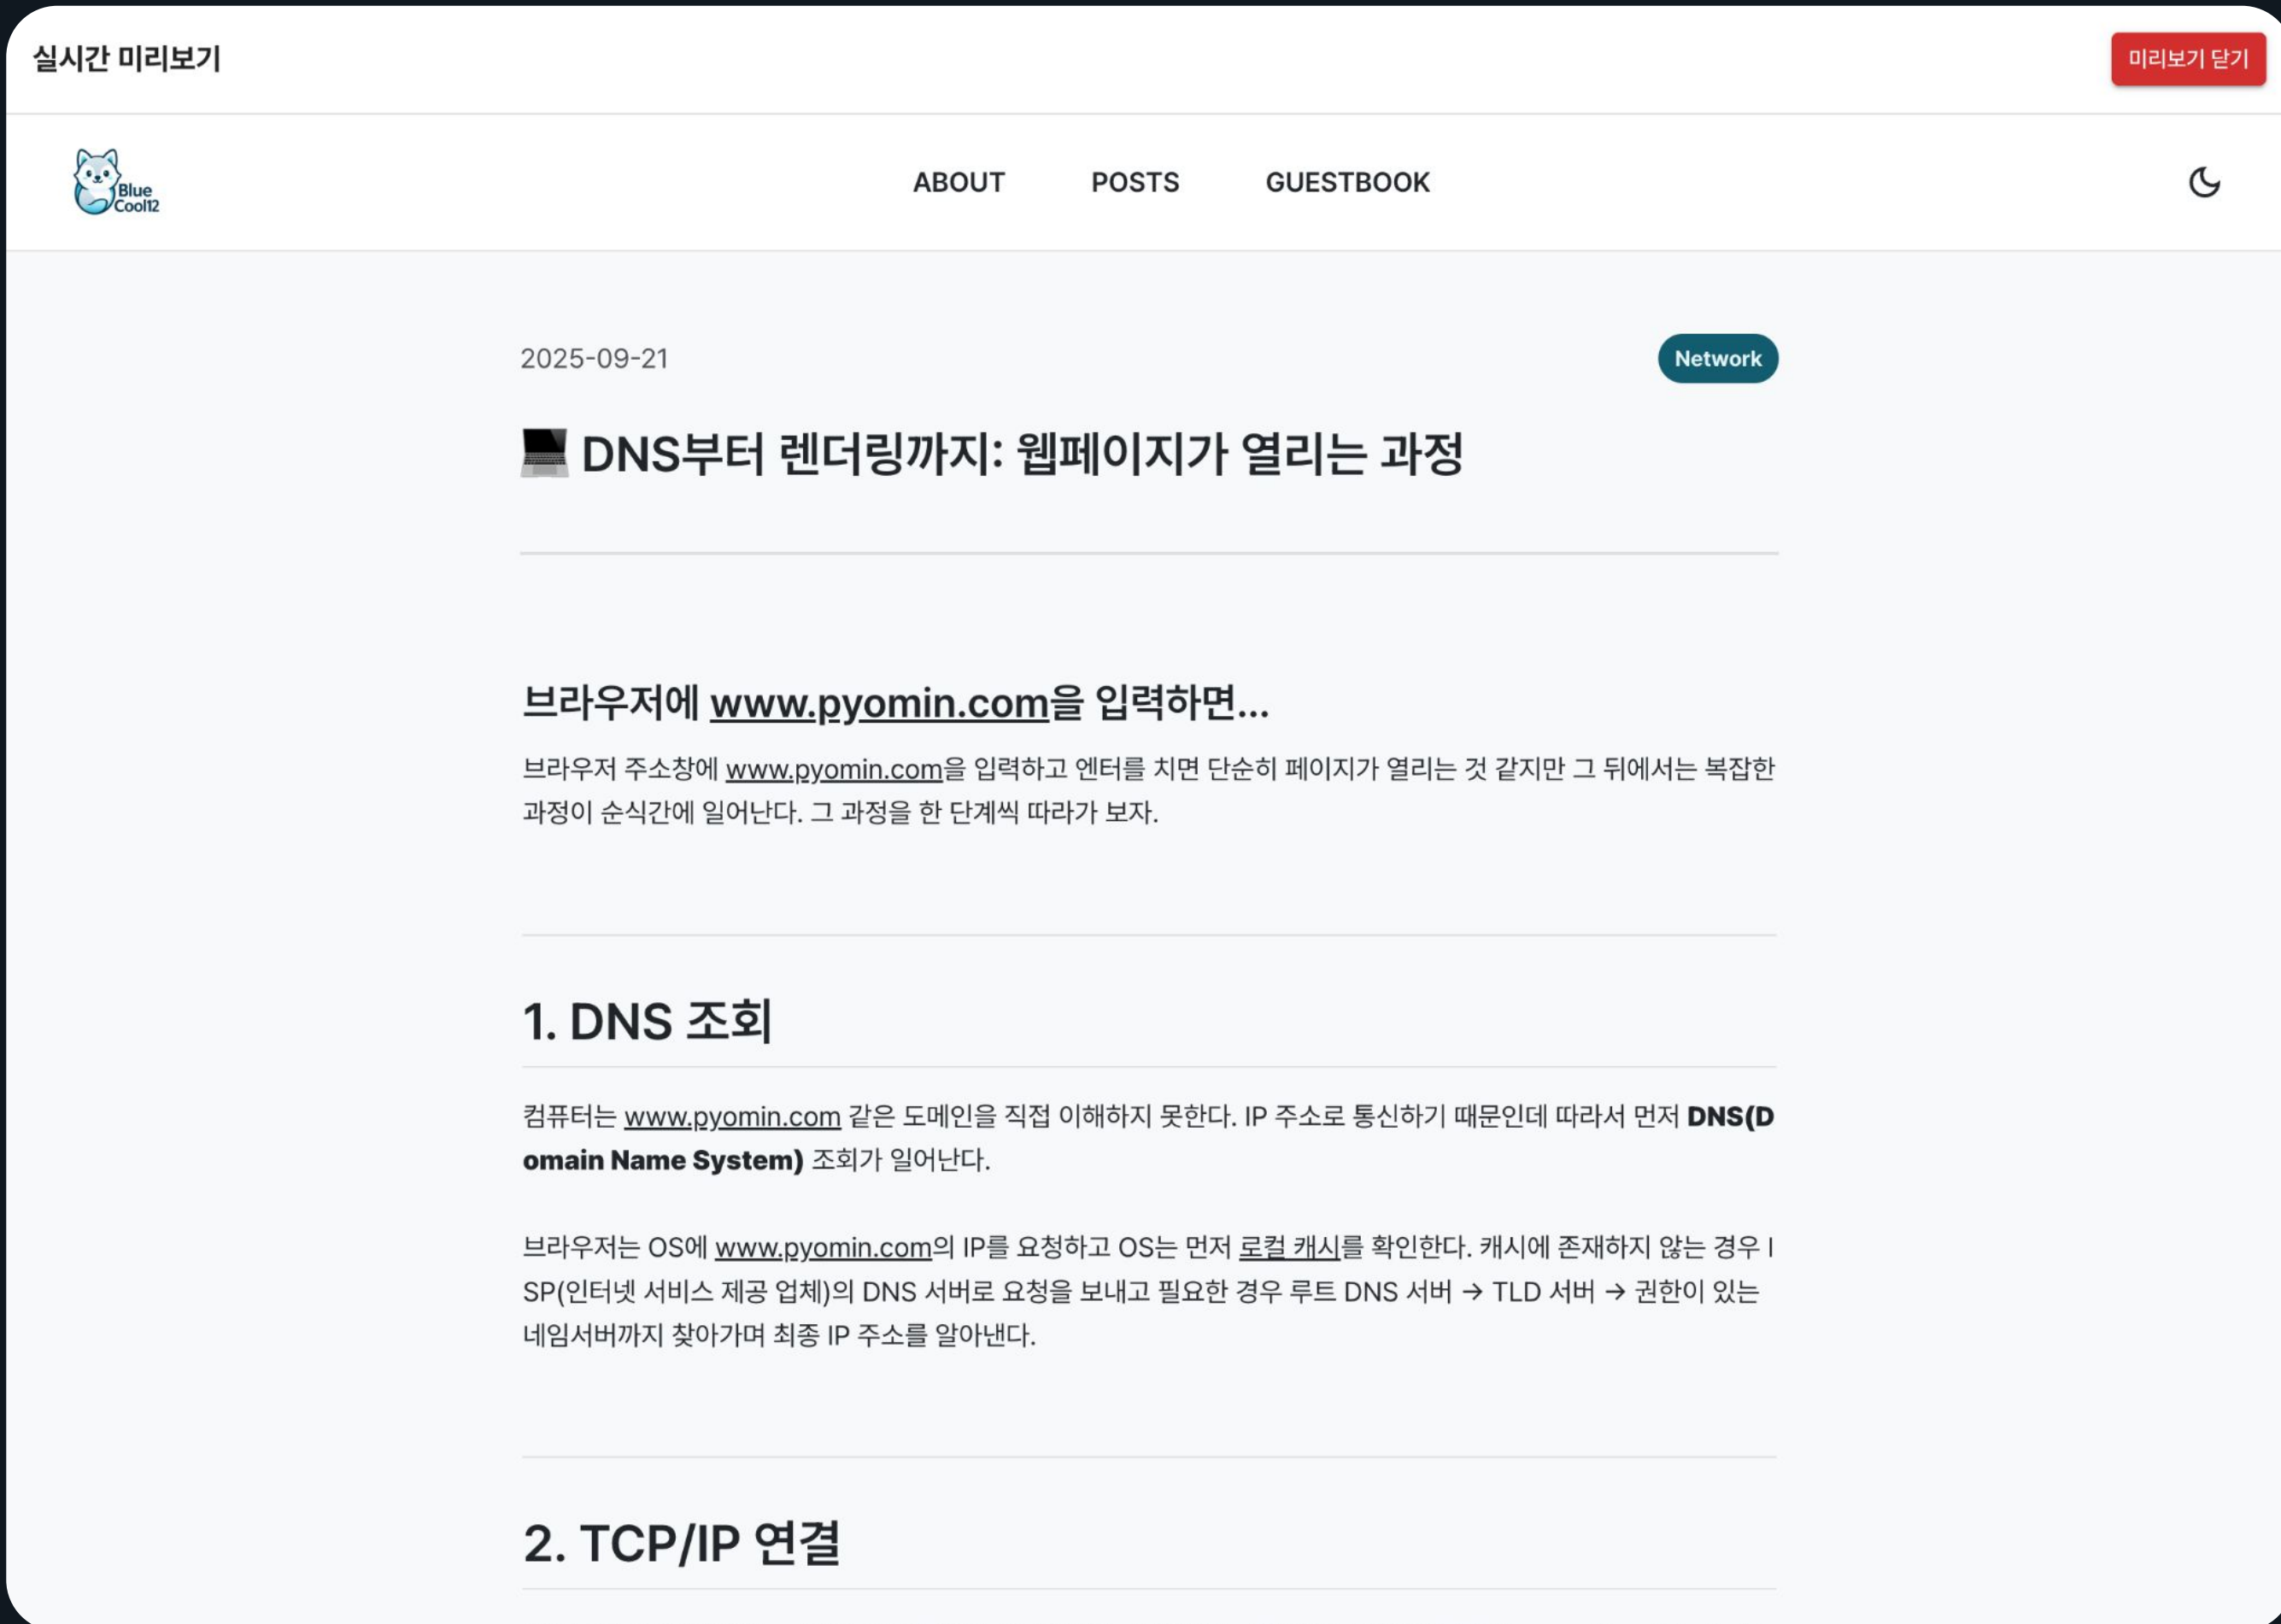 실시간 미리보기
미리보기 닫기
Blue
Cool12
ABOUT
POSTS
GUESTBOOK
2025-09-21
Network
💻 DNS부터 렌더링까지: 웹페이지가 열리는 과정
브라우저에 www.pyomin.com을 입력하면...
브라우저 주소창에 www.pyomin.com을 입력하고 엔터를 치면 단순히 페이지가 열리는 것 같지만 그 뒤에서는 복잡한
과정이 순식간에 일어난다. 그 과정을 한 단계씩 따라가 보자.
1. DNS 조회
컴퓨터는 www.pyomin.com 같은 도메인을 직접 이해하지 못한다. IP 주소로 통신하기 때문인데 따라서 먼저 DNS(D
omain Name System) 조회가 일어난다.
브라우저는 OS에 www.pyomin.com의 IP를 요청하고 OS는 먼저 로컬 캐시를 확인한다. 캐시에 존재하지 않는 경우 I
SP(인터넷 서비스 제공 업체)의 DNS 서버로 요청을 보내고 필요한 경우 루트 DNS 서버 → TLD 서버 → 권한이 있는
네임서버까지 찾아가며 최종 IP 주소를 알아낸다.
2. TCP/IP 연결